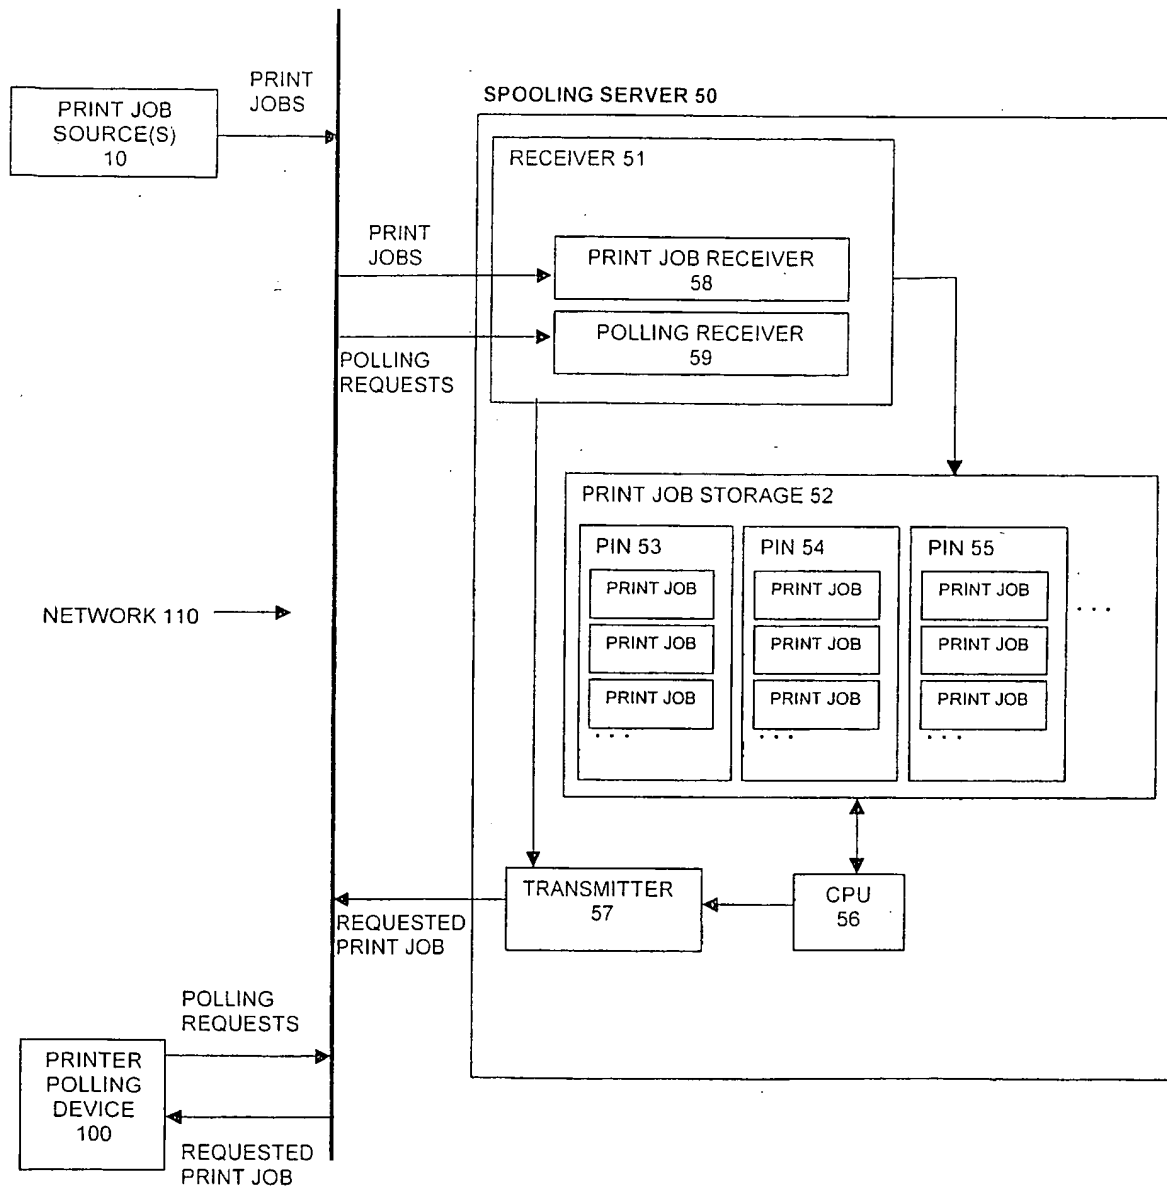 PRINT JOB
SOURCE(S)
10
PRINT
JOBS
SPOOLING SERVER 50
RECEIVER 51
PRINT
JOBS
PRINT JOB RECEIVER
58
POLLING RECEIVER
59
POLLING
REQUESTS
PRINT JOB STORAGE 52
PIN 53
PRINT JOB
PRINT JOB
PRINT JOB
. . .
PIN 54
PRINT JOB
PRINT JOB
PRINT JOB
. . .
PIN 55
PRINT JOB
PRINT JOB
PRINT JOB
. . .
. . .
NETWORK 110
TRANSMITTER
57
CPU
56
REQUESTED
PRINT JOB
POLLING
REQUESTS
PRINTER
POLLING
DEVICE
100
REQUESTED
PRINT JOB